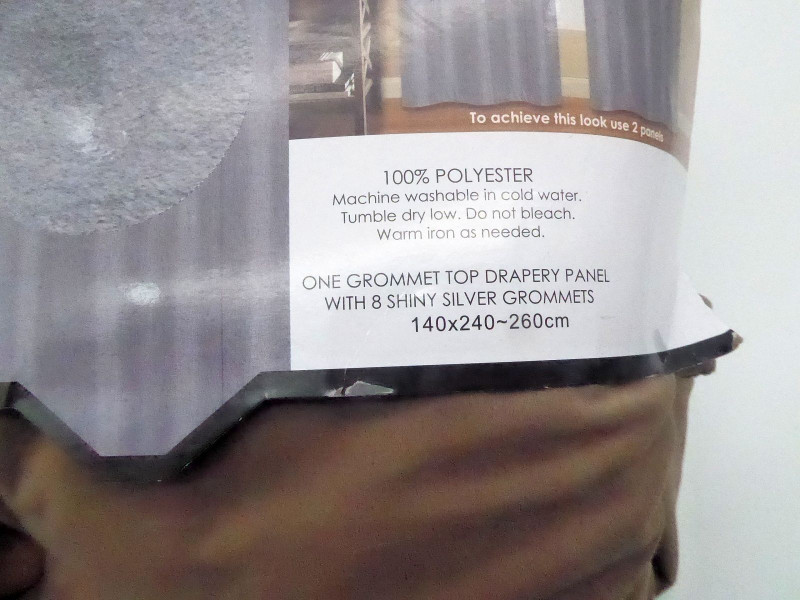 To achieve this look use 2 panels
100% POLYESTER
Machine washable in cold water.
Tumble dry low. Do not bleach.
Warm iron as needed.
ONE GROMMET TOP DRAPERY PANEL
WITH 8 SHINY SILVER GROMMETS
140x240~260cm